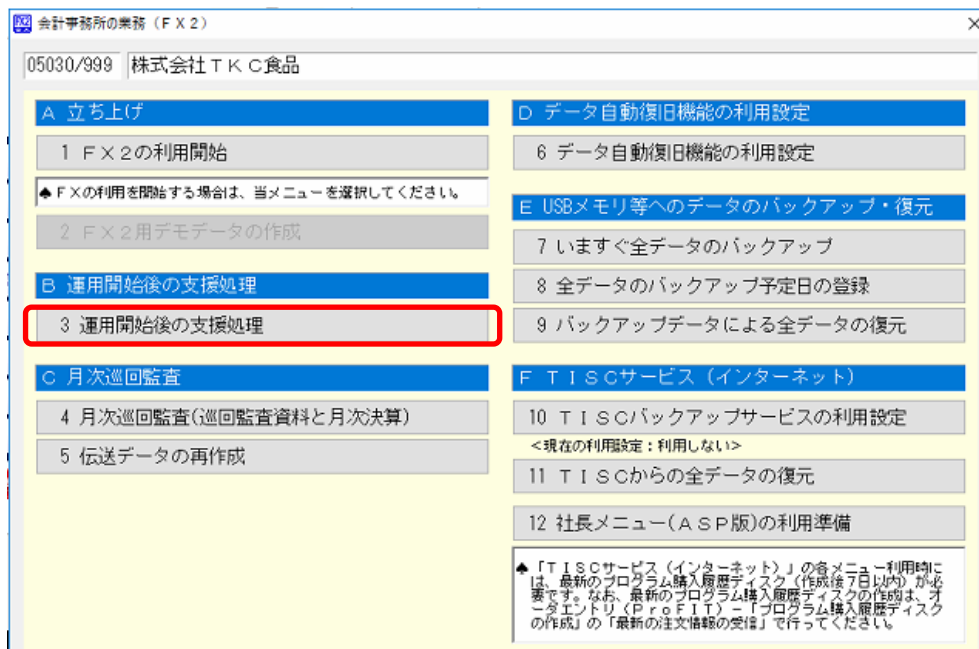 会計事務所の業務（ＦＸ２）
05030/999 株式会社ＴＫＣ食品
Ａ 立ち上げ
1 ＦＸ２の利用開始
♠ＦＸの利用を開始する場合は、当メニューを選択してください。
2 ＦＸ２用デモデータの作成
Ｂ 運用開始後の支援処理
3 運用開始後の支援処理
Ｃ 月次巡回監査
4 月次巡回監査(巡回監査資料と月次決算)
5 伝送データの再作成
Ｄ データ自動復旧機能の利用設定
6 データ自動復旧機能の利用設定
Ｅ USBメモリ等へのデータのバックアップ・復元
7 いますぐ全データのバックアップ
8 全データのバックアップ予定日の登録
9 バックアップデータによる全データの復元
Ｆ ＴＩＳＣサービス（インターネット）
10 ＴＩＳＣバックアップサービスの利用設定
<現在の利用設定：利用しない>
11 ＴＩＳＣからの全データの復元
12 社長メニュー(ＡＳＰ版)の利用準備
♠「ＴＩＳＣサービス（インターネット）」の各メニュー利用時に
は、最新のプログラム購入履歴ディスク（作成後7日以内）が必
要です。なお、最新のプログラム購入履歴ディスクの作成は、オ
ーダエントリ（ＰｒｏＦＩＴ）－「プログラム購入履歴ディスク
の作成」の「最新の注文情報の受信」で行ってください。